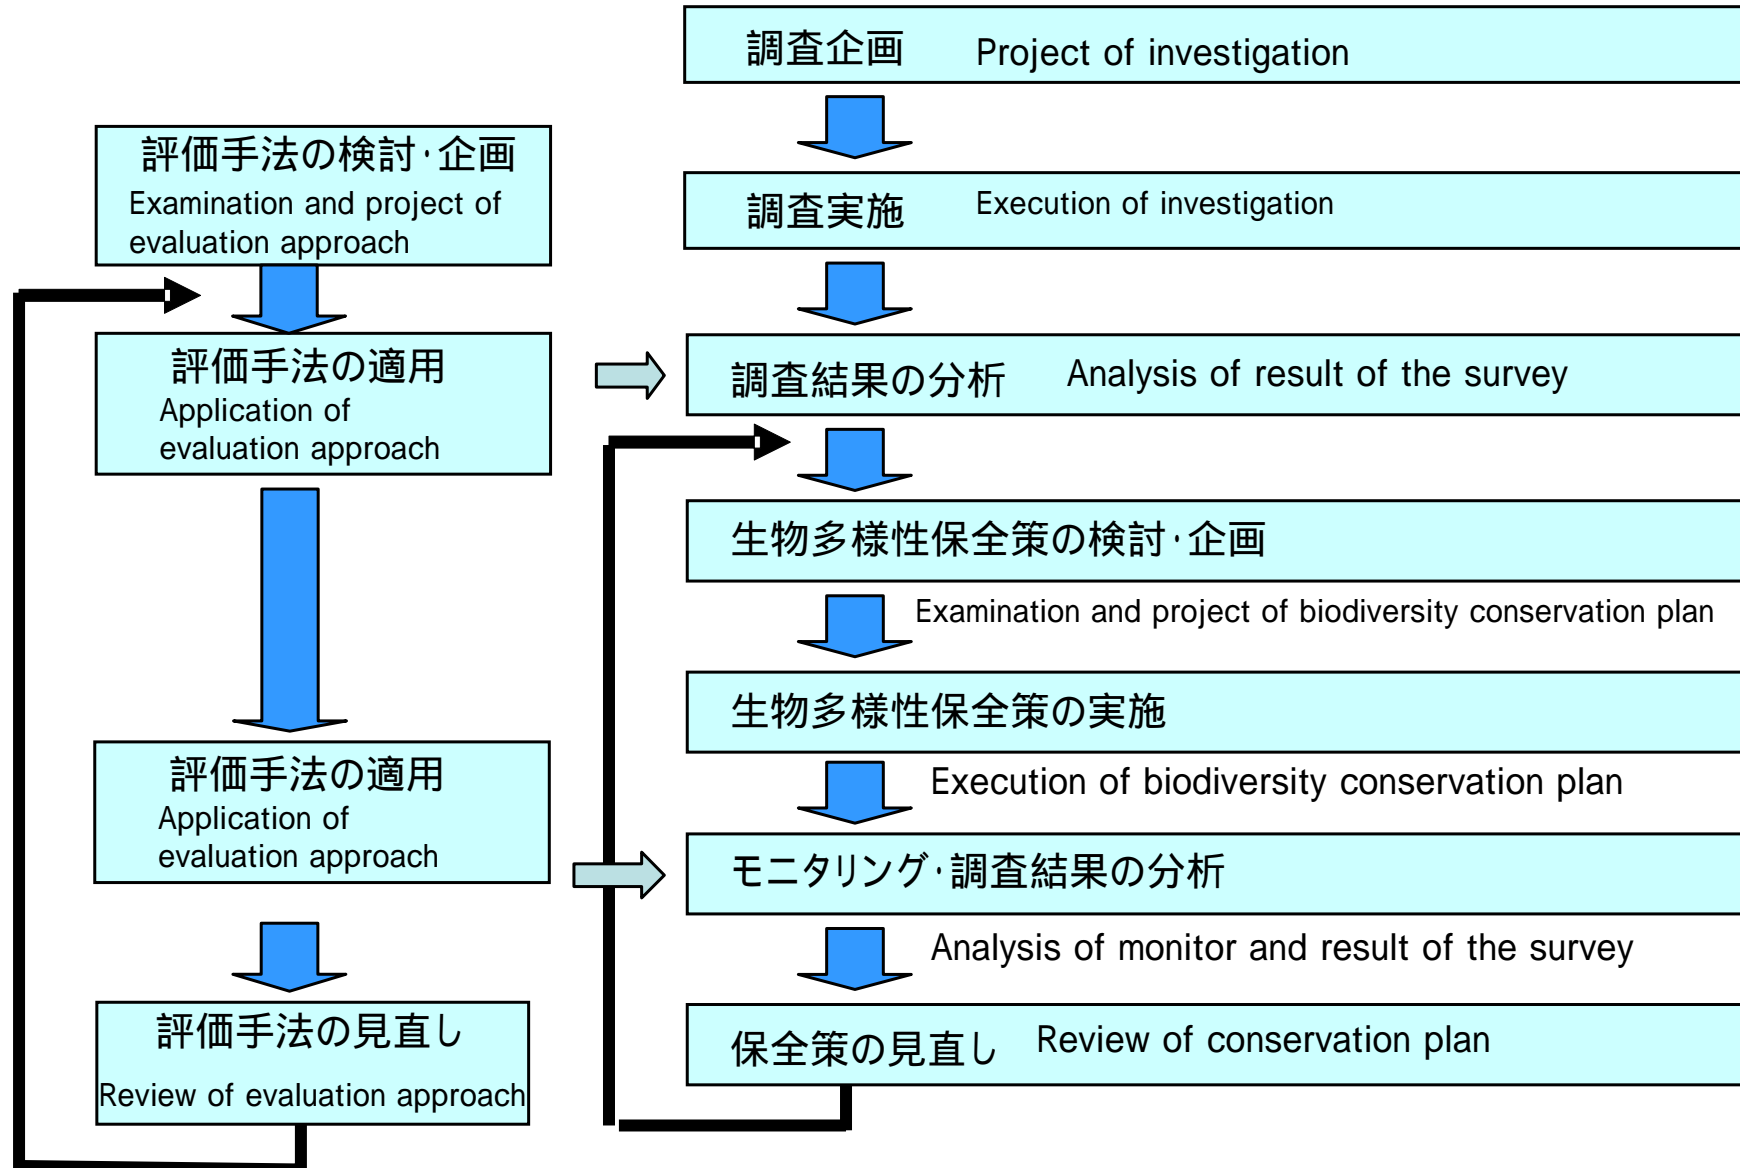 評価手法の検討・企画
Examination and project of
evaluation approach
評価手法の適用
Application of
evaluation approach
評価手法の適用
Application of
evaluation approach
評価手法の見直し
Review of evaluation approach
調査企画 Project of investigation
調査実施 Execution of investigation
調査結果の分析 Analysis of result of the survey
生物多様性保全策の検討・企画
Examination and project of biodiversity conservation plan
生物多様性保全策の実施
Execution of biodiversity conservation plan
モニタリング・調査結果の分析
Analysis of monitor and result of the survey
保全策の見直し Review of conservation plan